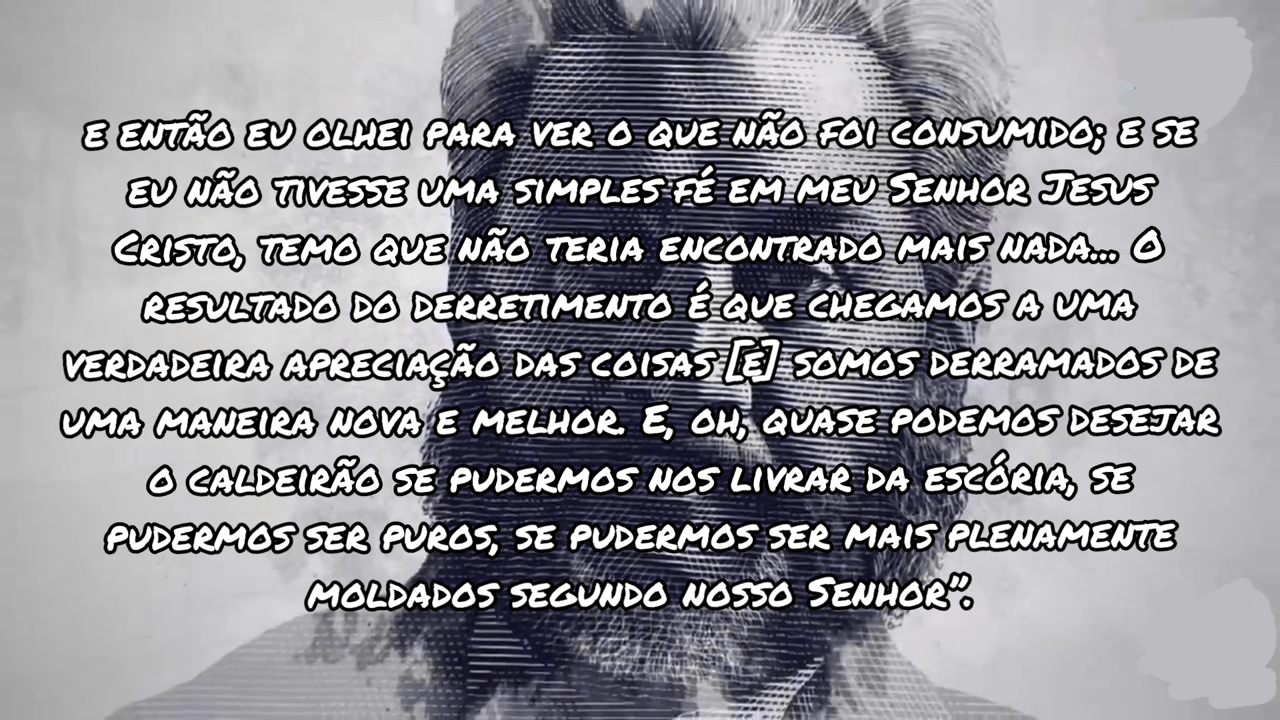 E ENTÃO EU OLHEI PARA VER O QUE NÃO FOI CONSUMIDO; E SE
EU NÃO TIVESSE UMA SIMPLES FÉ EM MEU SENHOR JESUS
CRISTO, TEMO QUE NÃO TERIA ENCONTRADO MAIS NADA... O
RESULTADO DO DERRETIMENTO É QUE CHEGAMOS A UMA
VERDADEIRA APRECIAÇÃO DAS COISAS [E] SOMOS DERRAMADOS DE
UMA MANEIRA NOVA E MELHOR. E, OH, QUASE PODEMOS DESEJAR
O CALDEIRÃO SE PUDERMOS NOS LIVRAR DA ESCÓRIA, SE
PUDERMOS SER PUROS, SE PUDERMOS SER MAIS PLENAMENTE
MOLDADOS SEGUNDO NOSSO SENHOR”.